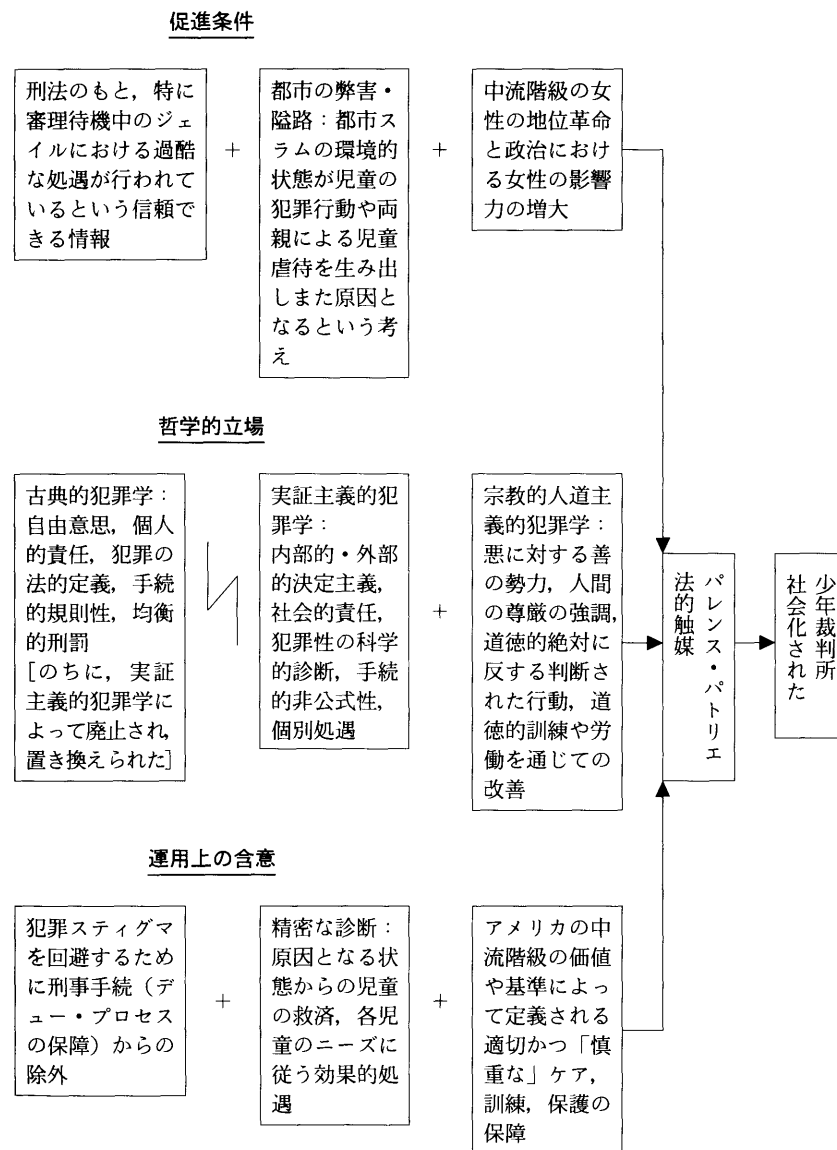 促進条件
刑法のもと，特に
審理待機中のジェ
イルにおける過酷
な処遇が行われて
いるという信頼で
きる情報
+
都市の弊害・
隘路：都市ス
ラムの環境的
状態が児童の
犯罪行動や両
親による児童
虐待を生み出
しまた原因と
なるという考
え
+
中流階級の女
性の地位革命
と政治におけ
る女性の影響
力の増大
哲学的立場
古典的犯罪学：
自由意思，個人
的責任，犯罪の
法的定義，手続
的規則性，均衡
的刑罰
［のちに，実証
主義的犯罪学に
よって廃止され，
置き換えられた］
実証主義的犯
罪学：
内部的・外部
的決定主義，
社会的責任，
犯罪性の科学
的診断，手続
的非公式性，
個別処遇
+
宗教的人道主
義的犯罪学：
悪に対する善
の勢力，人間
の尊厳の強調，
道徳的絶対に
反する判断さ
れた行動，道
徳的訓練や労
働を通じての
改善
パレンス・パトリエ
法的触媒
少年裁判所
社会化された
運用上の含意
犯罪スティグマ
を回避するため
に刑事手続（デ
ュー・プロセス
の保障）からの
除外
+
精密な診断：
原因となる状
態からの児童
の救済，各児
童のニーズに
従う効果的処
遇
+
アメリカの中
流階級の価値
や基準によっ
て定義される
適切かつ「慎
重な」ケア，
訓練，保護の
保障